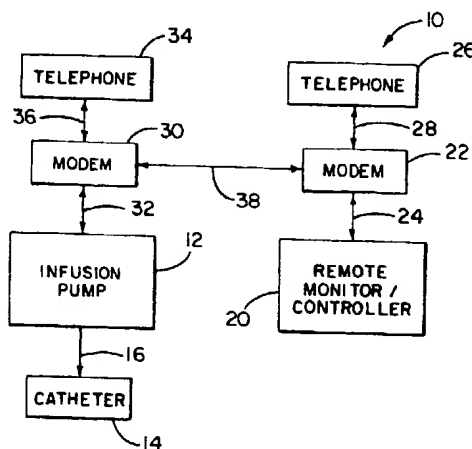 34
10
26
TELEPHONE
TELEPHONE
36
30
28
MODEM
MODEM
22
38
32
24
12
INFUSION
PUMP
REMOTE
MONITOR/
CONTROLLER
20
16
CATHETER
14